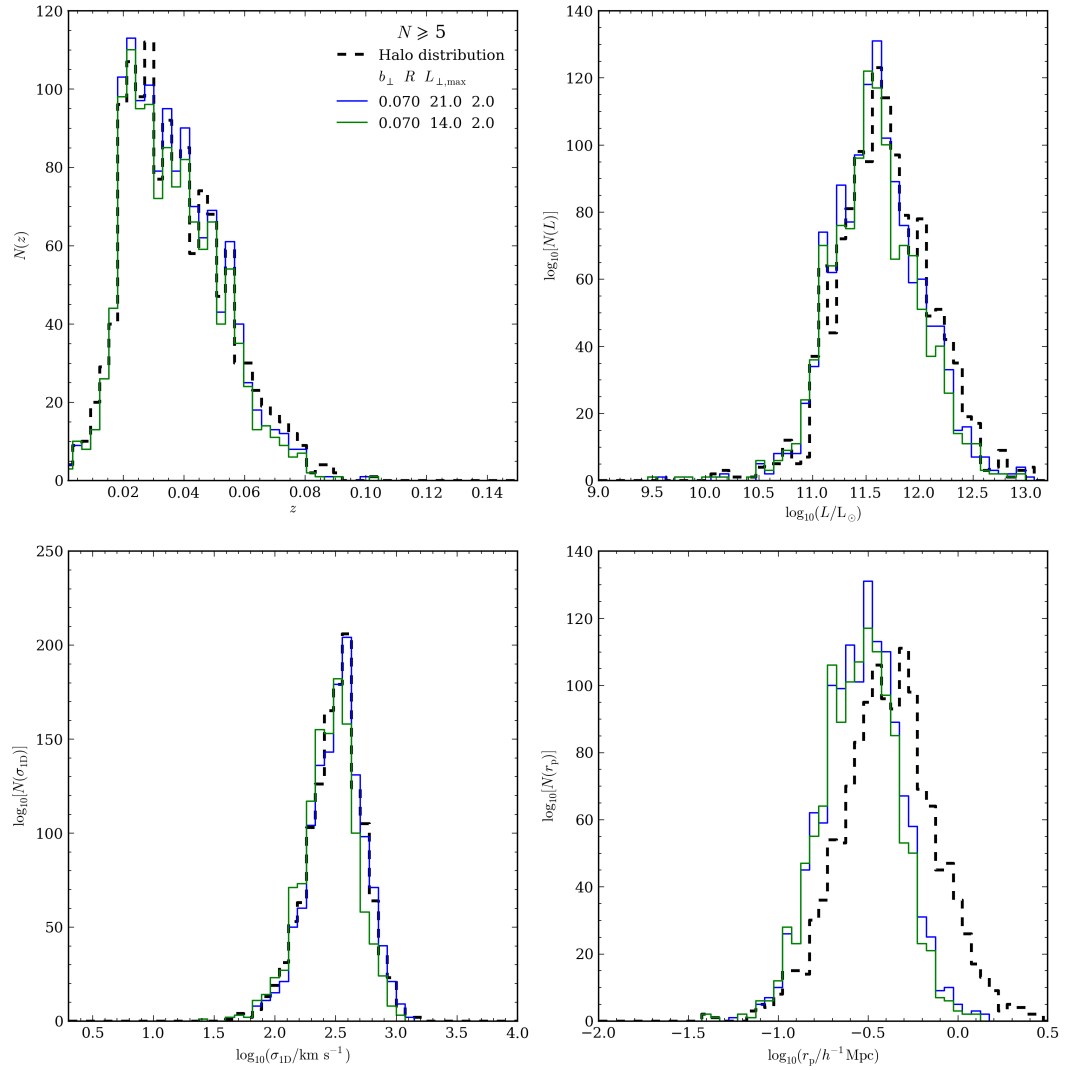 140
120
100
80
60
40
20
0
N(z)
0.02 0.04 0.06 0.08 0.10 0.12 0.14
z
N ⩾ 5
Halo distribution
b⊥ R L⊥,max
0.070 21.0 2.0
0.070 14.0 2.0
140
120
100
80
60
40
20
0
log₁₀[N(L)]
9.0 9.5 10.0 10.5 11.0 11.5 12.0 12.5 13.0
log₁₀(L/L☉)
250
200
150
100
50
0
log₁₀[N(σ₁D)]
0.5 1.0 1.5 2.0 2.5 3.0 3.5 4.0
log₁₀(σ₁D/km s⁻¹)
140
120
100
80
60
40
20
0
log₁₀[N(rₚ)]
−2.0 −1.5 −1.0 −0.5 0.0 0.5
log₁₀(rₚ/h⁻¹Mpc)